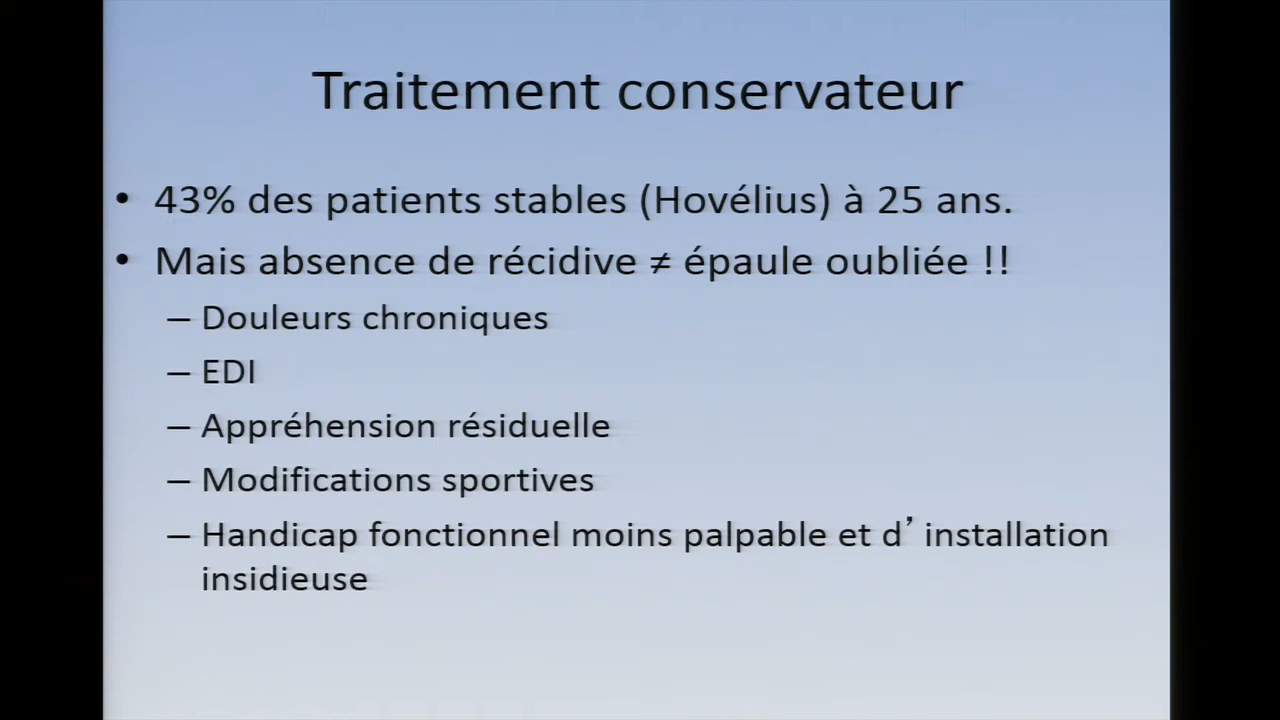 Traitement conservateur
• 43% des patients stables (Hovélius) à 25 ans.
• Mais absence de récidive ≠ épaule oubliée !!
– Douleurs chroniques
– EDI
– Appréhension résiduelle
– Modifications sportives
– Handicap fonctionnel moins palpable et d’ installation
insidieuse